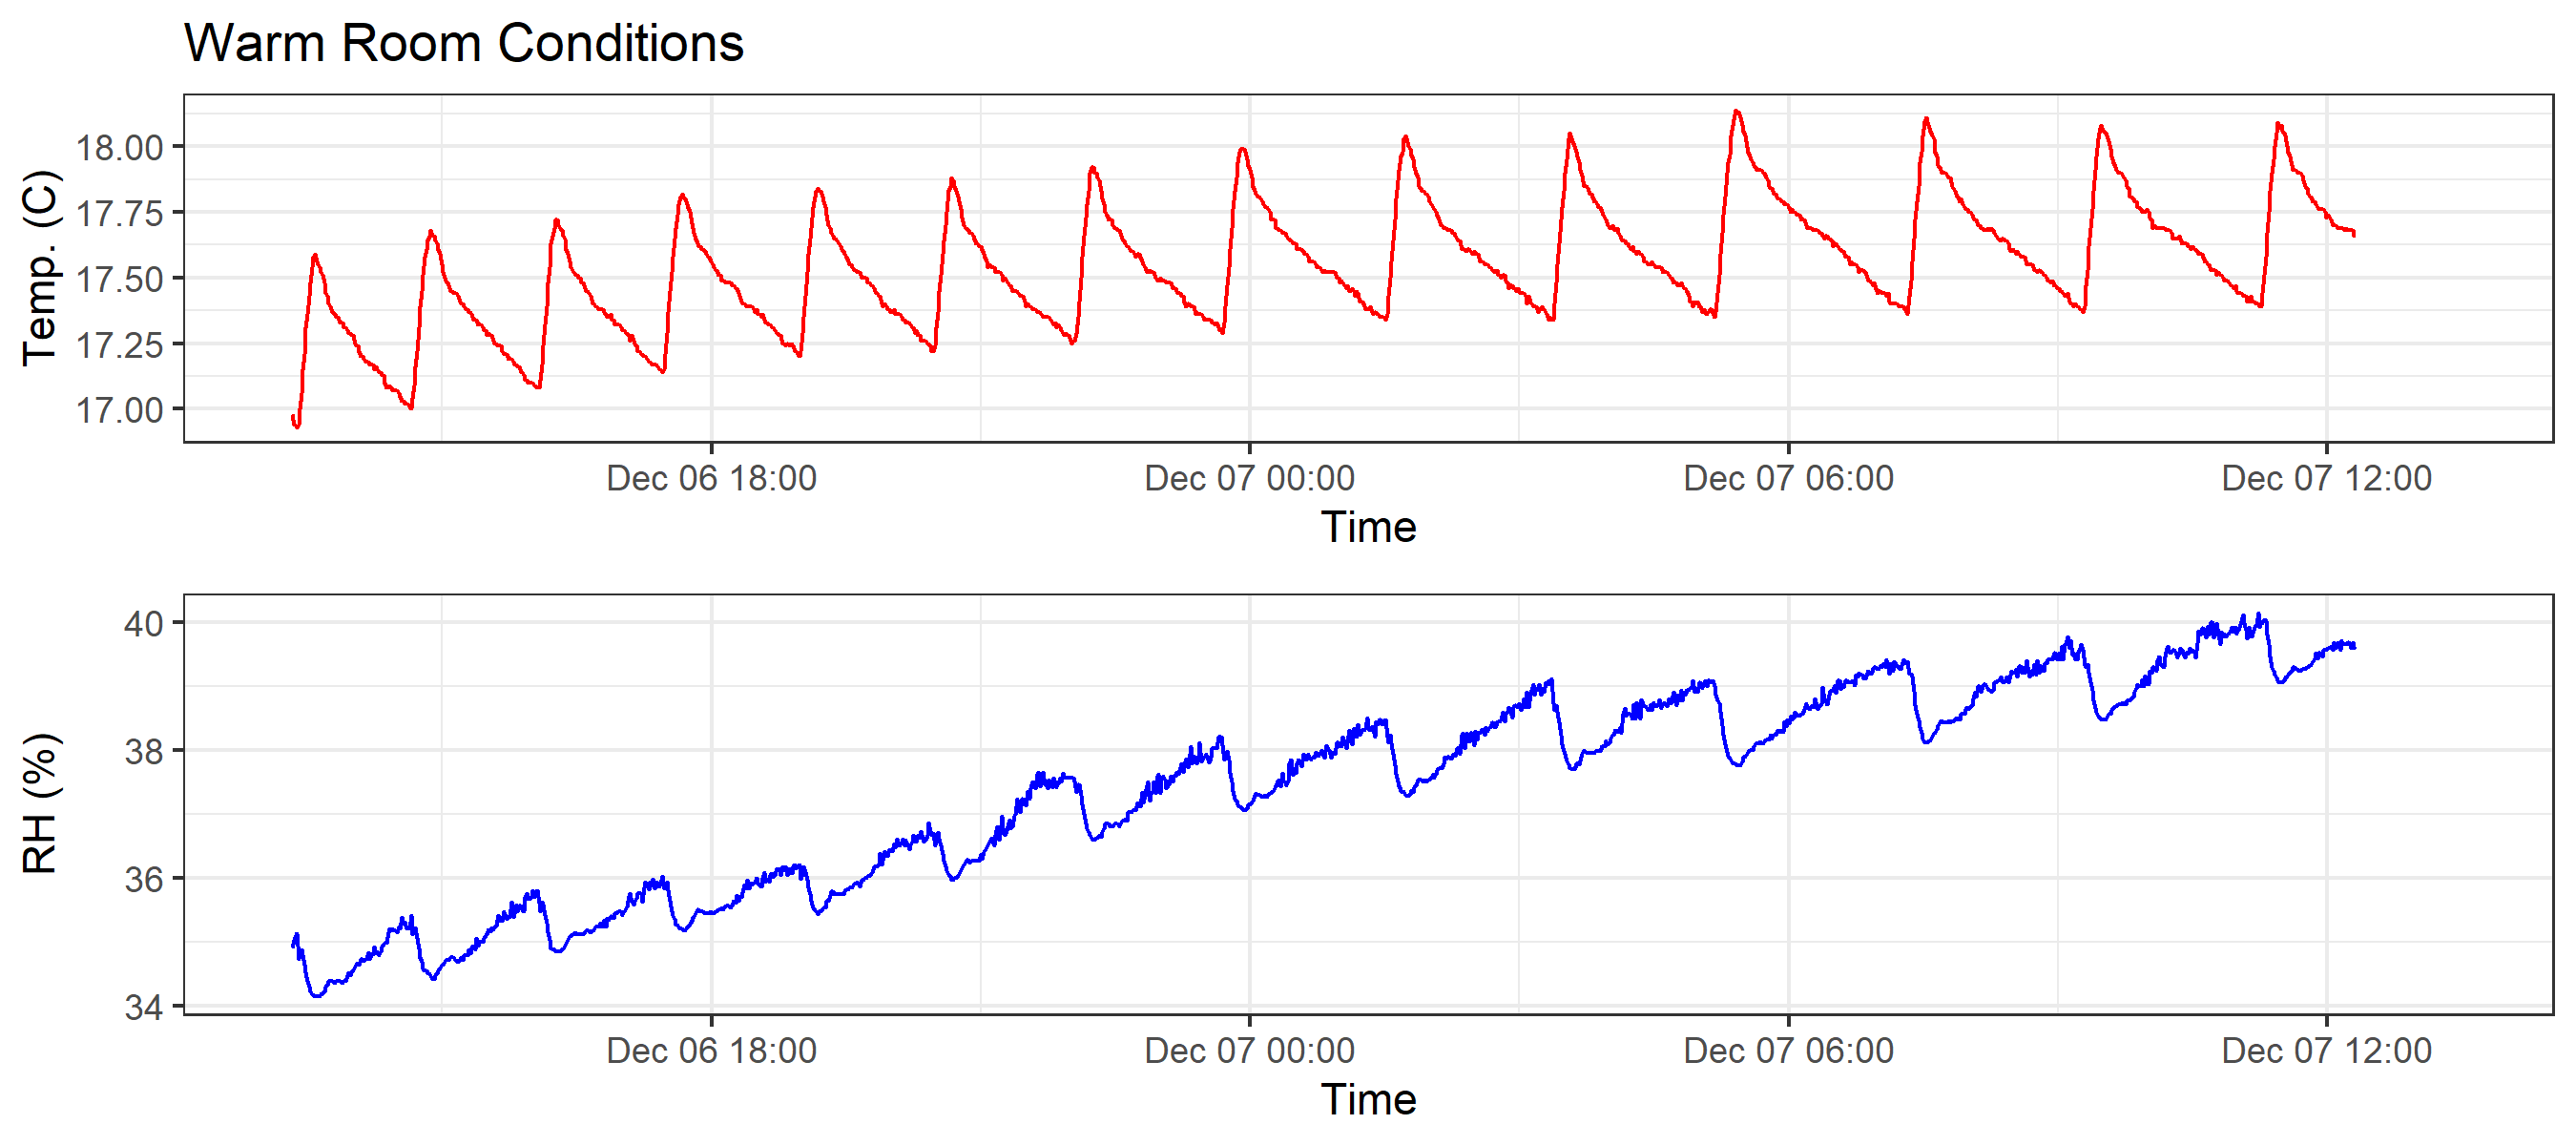 Warm Room Conditions
Temp. (C)
18.00
17.75
17.50
17.25
17.00
Dec 06 18:00 Dec 07 00:00 Dec 07 06:00 Dec 07 12:00
Time
RH (%)
40
38
36
34
Dec 06 18:00 Dec 07 00:00 Dec 07 06:00 Dec 07 12:00
Time